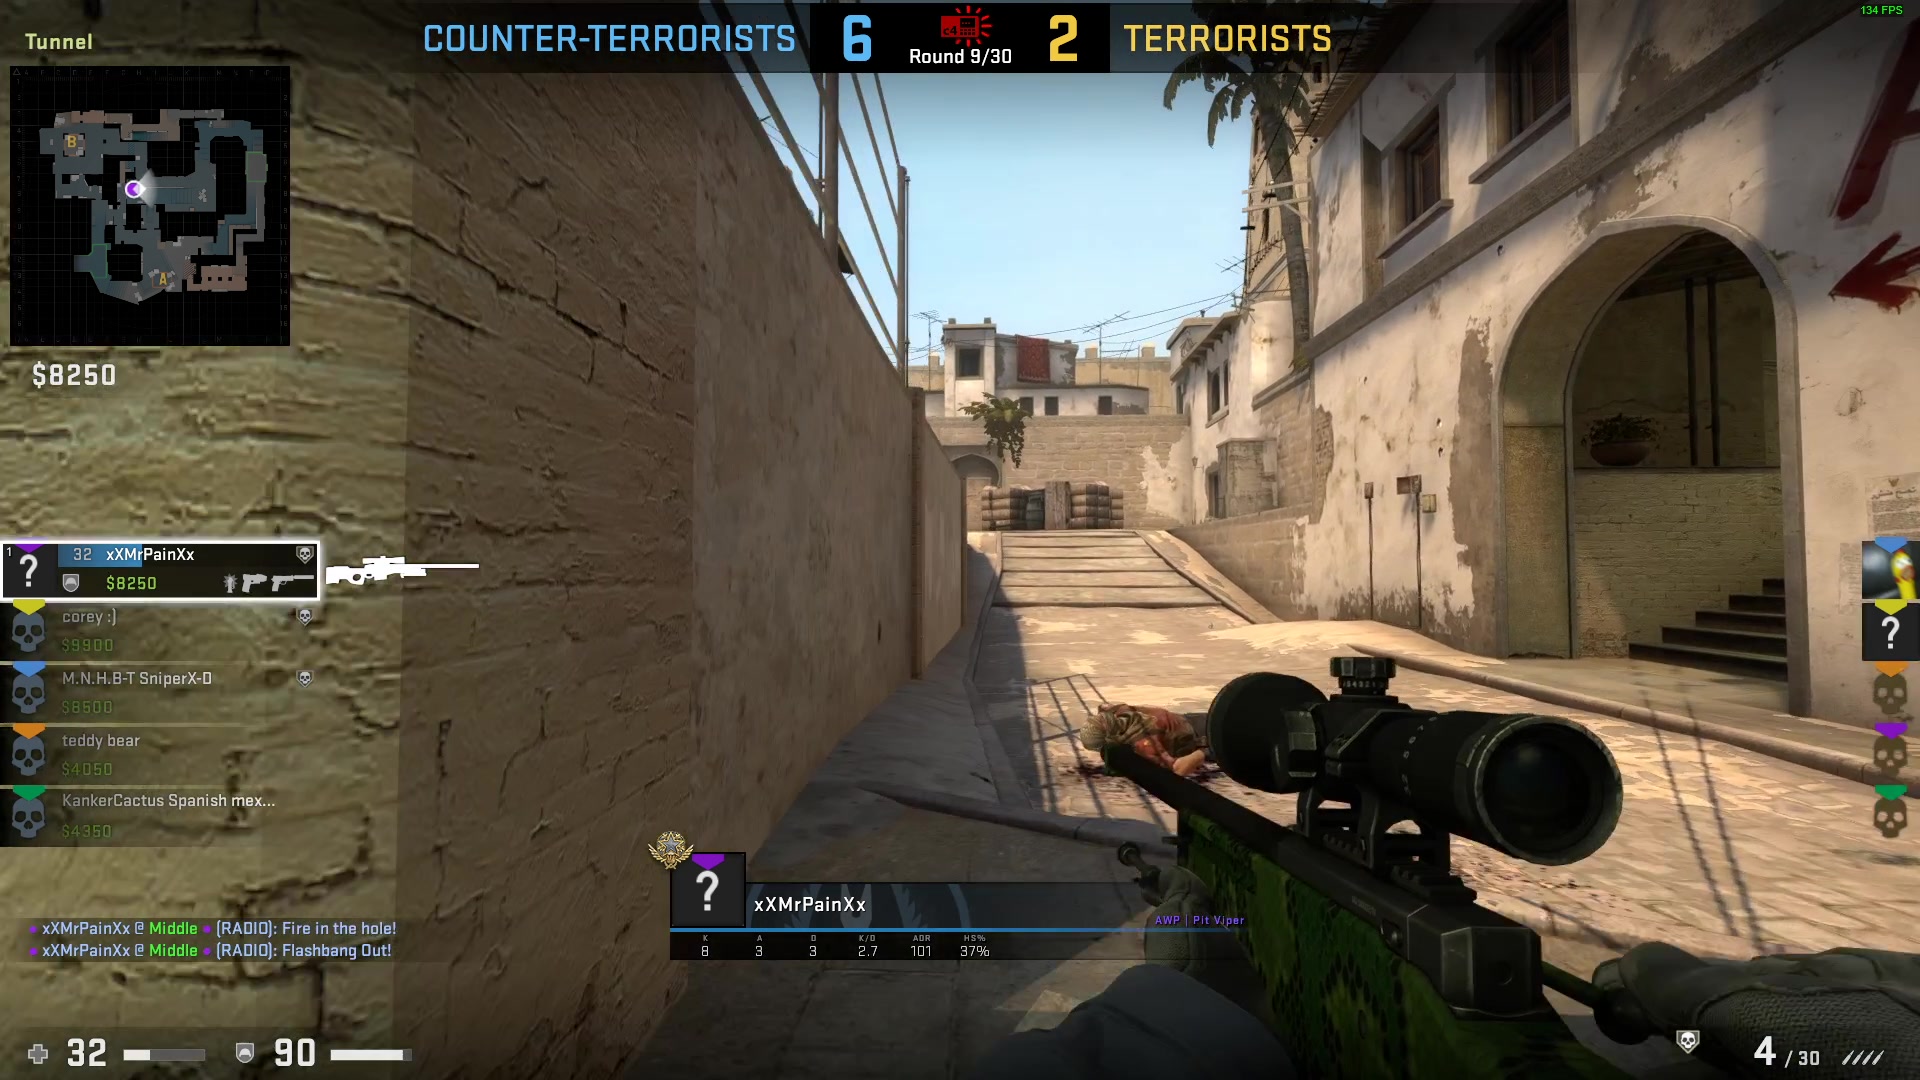 134 FPS
Tunnel
COUNTER-TERRORISTS 6 Round 9/30 2 TERRORISTS
B
A
$8250
1 ? 32 xXMrPainXx
$8250
corey :)
$9900
M.N.H.B-T SniperX-D
$8500
teddy bear
$4050
KankerCactus Spanish mex...
$4350
?
xXMrPainXx @ Middle (RADIO): Fire in the hole!
xXMrPainXx @ Middle (RADIO): Flashbang Out!
? xXMrPainXx
AWP | Pit Viper
K A D K/D ADR HS%
8 3 3 2.7 101 37%
32 90
4 / 30